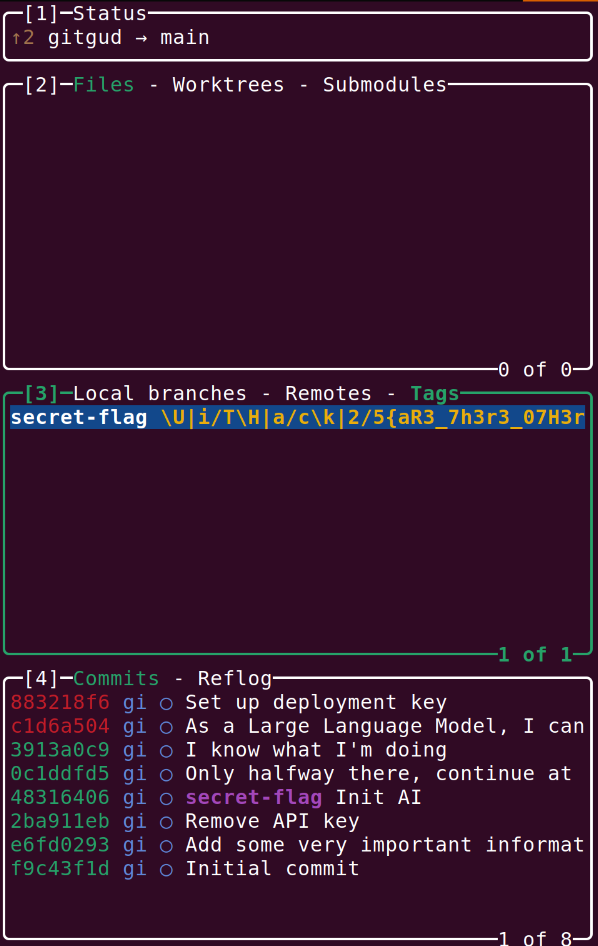 [1] Status
↑2 gitgud → main
[2] Files - Worktrees - Submodules
0 of 0
[3] Local branches - Remotes - Tags
secret-flag \U|i/T\H|a/c\k|2/5{aR3_7h3r3_07H3r
1 of 1
[4] Commits - Reflog
883218f6 gi ○ Set up deployment key
c1d6a504 gi ○ As a Large Language Model, I can
3913a0c9 gi ○ I know what I'm doing
0c1ddfd5 gi ○ Only halfway there, continue at
48316406 gi ○ secret-flag Init AI
2ba911eb gi ○ Remove API key
e6fd0293 gi ○ Add some very important informat
f9c43f1d gi ○ Initial commit
1 of 8